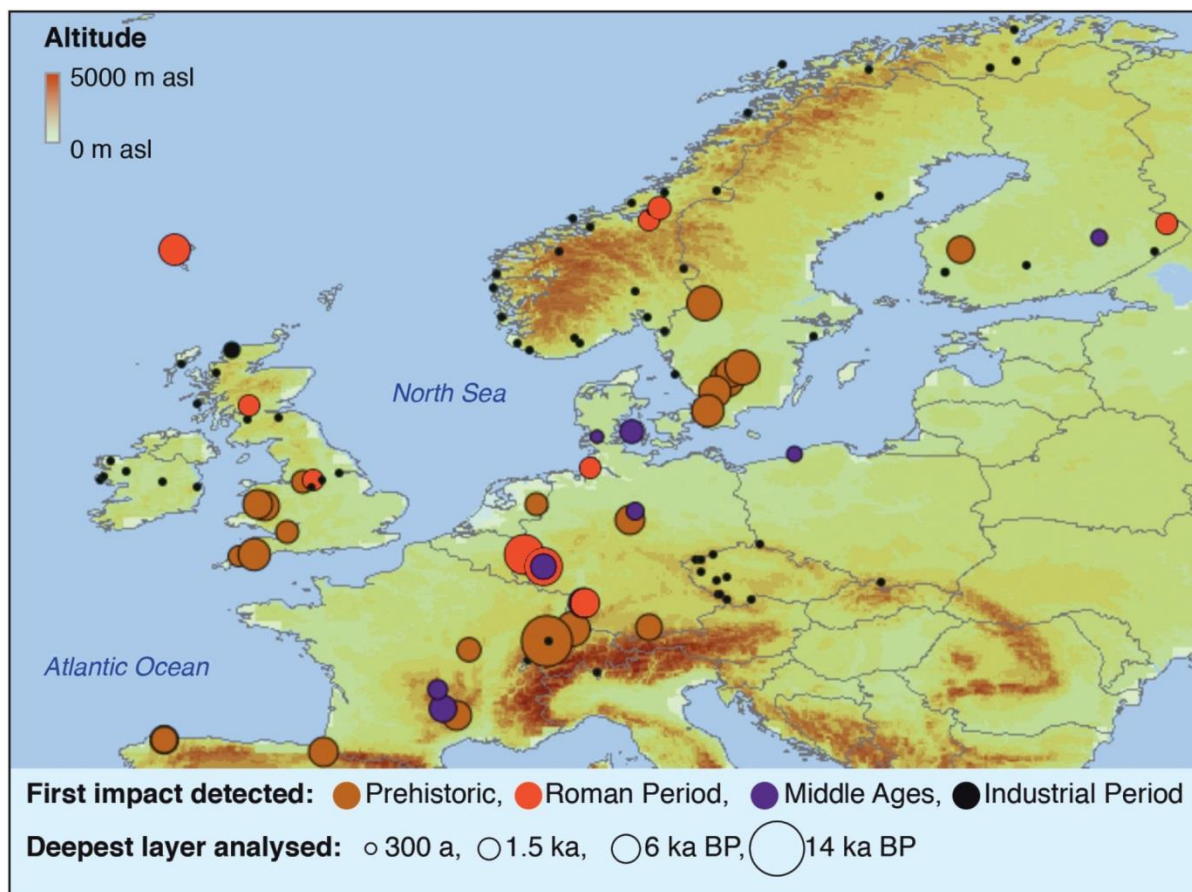 Altitude
5000 m asl
0 m asl
North Sea
Atlantic Ocean
First impact detected: Prehistoric, Roman Period, Middle Ages, Industrial Period
Deepest layer analysed: 300 a, 1.5 ka, 6 ka BP, 14 ka BP